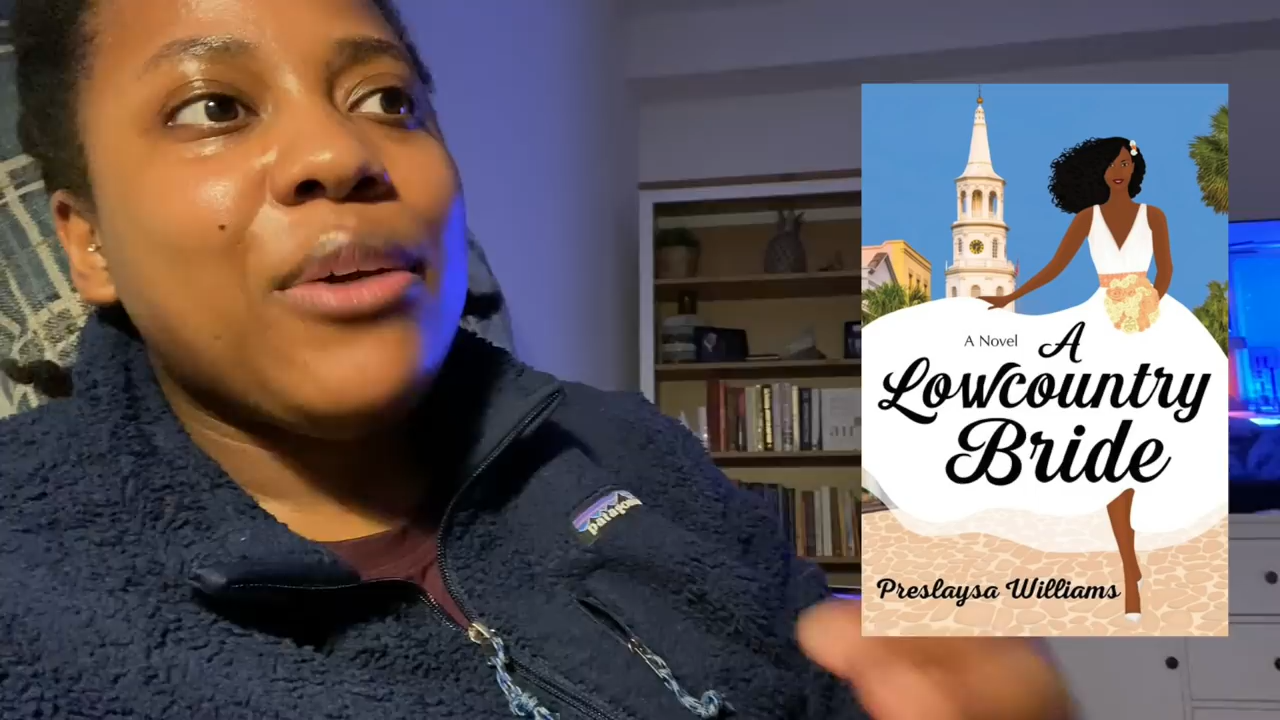 patagonia
A Novel
A
Lowcountry
Bride
Preslaysa Williams